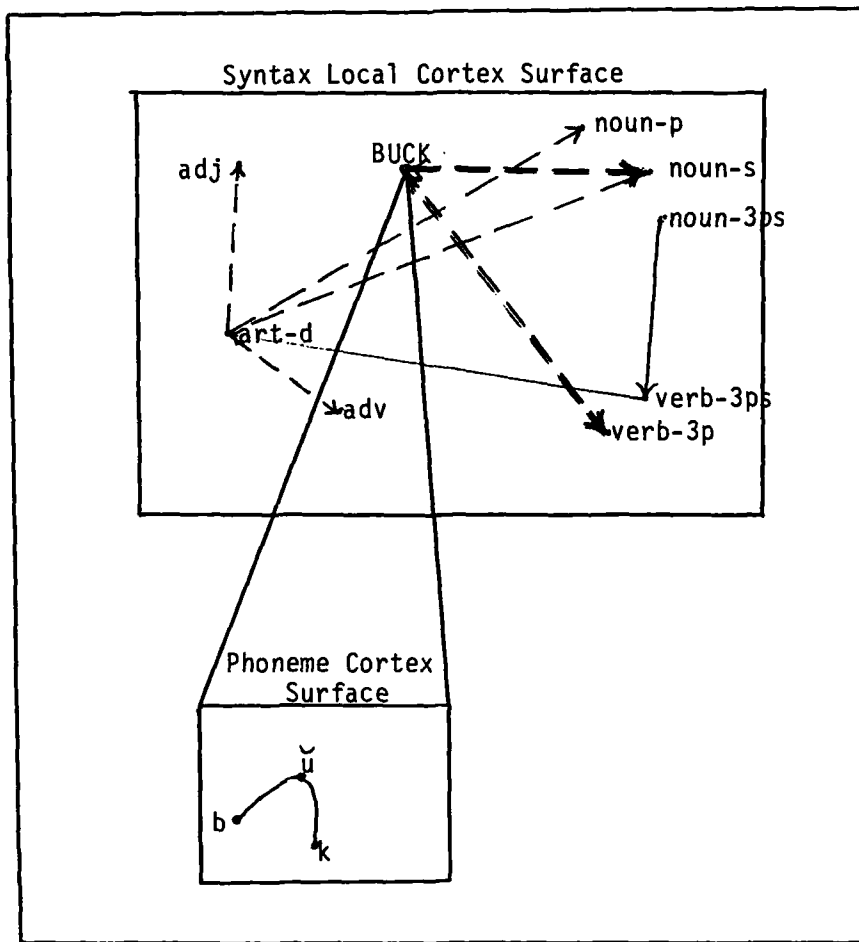 Syntax Local Cortex Surface
noun-p
BUCK
adj
noun-s
noun-3ps
art-d
adv
verb-3ps
verb-3p
Phoneme Cortex
Surface
ŭ
b
k